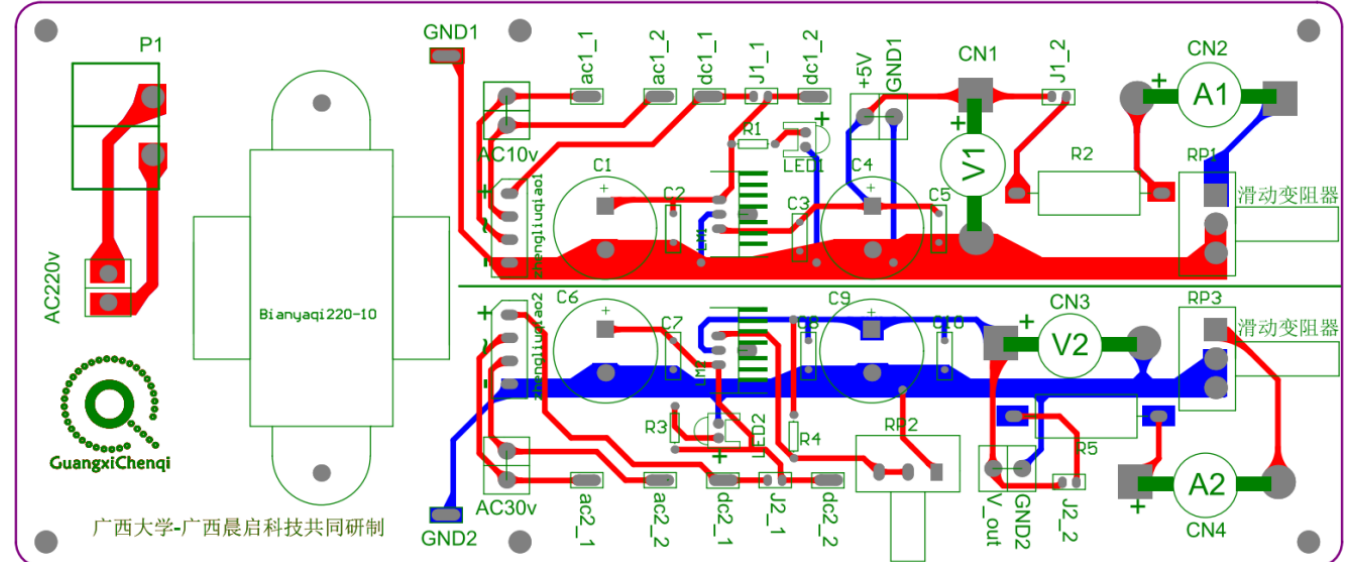 P1
GND1
ac1_1
ac1_2
dc1_1
J1_1
dc1_2
+5V
GND1
CN1
J1_2
CN2
+
A1
AC10v
R1
+
LED1
+
V1
R2
RP1
滑动变阻器
C1
+
C2
C3
C4
+
C5
+
~
-
zhengliuqiao1
AC220v
Bianyaqi220-10
C6
+
C7
C9
+
C10
CN3
+
V2
RP3
滑动变阻器
+
~
-
zhengliuqiao2
R3
LED2
+
R4
RP2
R5
GuangxiChenqi
AC30v
ac2_1
ac2_2
dc2_1
J2_1
dc2_2
V_out
GND2
J2_2
+
A2
CN4
GND2
广西大学-广西晨启科技共同研制